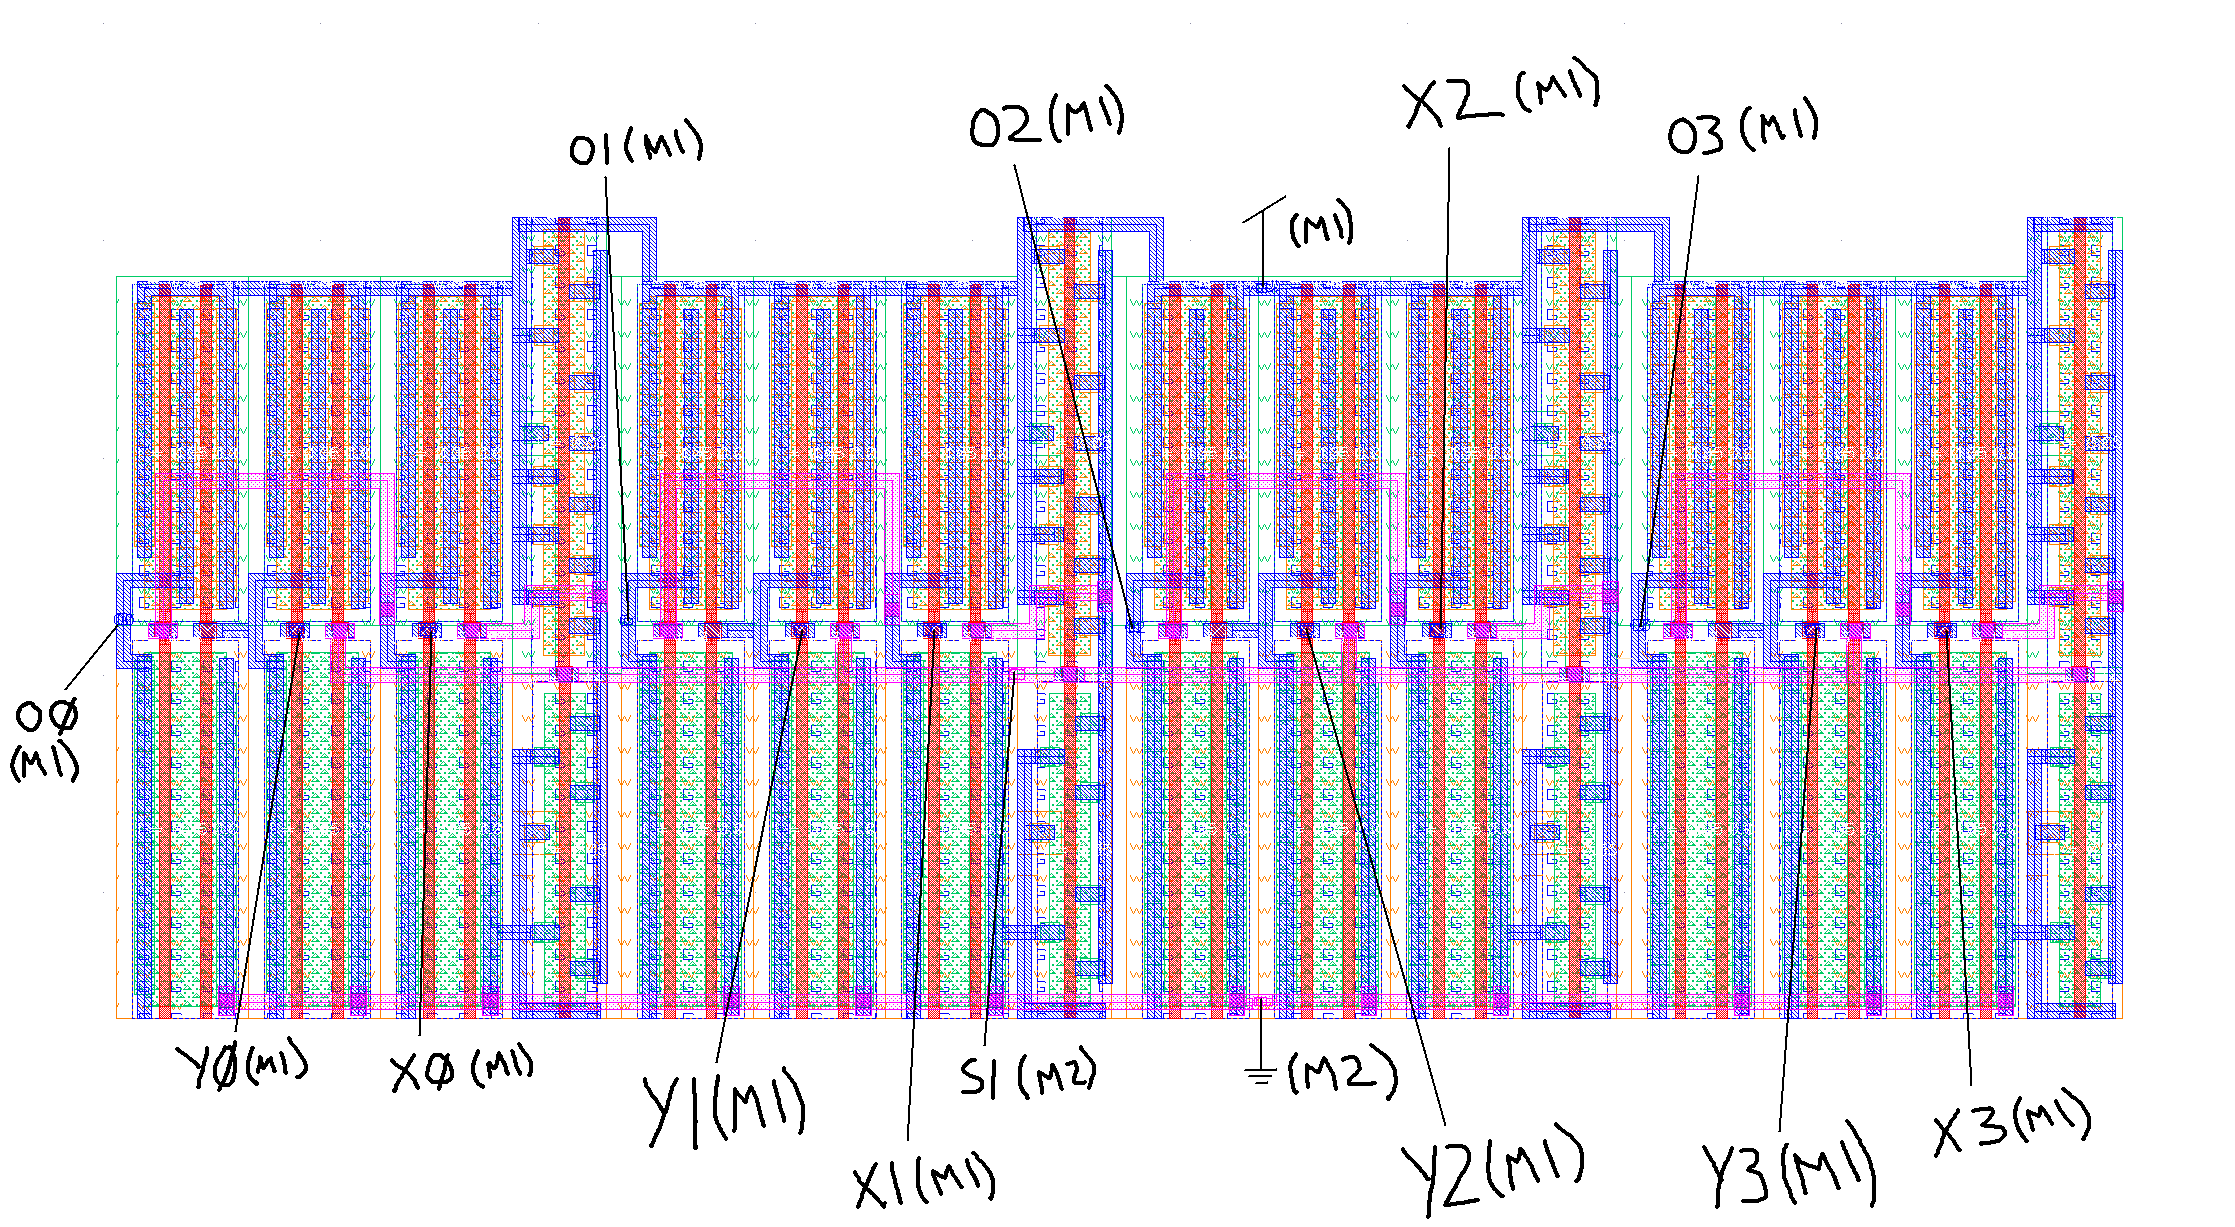 X2 (M1)
O2 (M1)
O3 (M1)
O1 (M1)
(M1)
OØ
(M1)
YØ (M1)
XØ (M1)
Y1 (M1)
X1 (M1)
S1 (M2)
(M2)
Y2 (M1)
Y3 (M1)
X3 (M1)